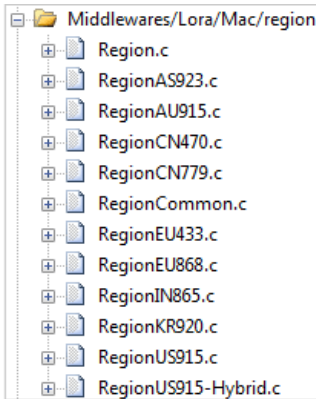 Middlewares/Lora/Mac/region
Region.c
RegionAS923.c
RegionAU915.c
RegionCN470.c
RegionCN779.c
RegionCommon.c
RegionEU433.c
RegionEU868.c
RegionIN865.c
RegionKR920.c
RegionUS915.c
RegionUS915-Hybrid.c